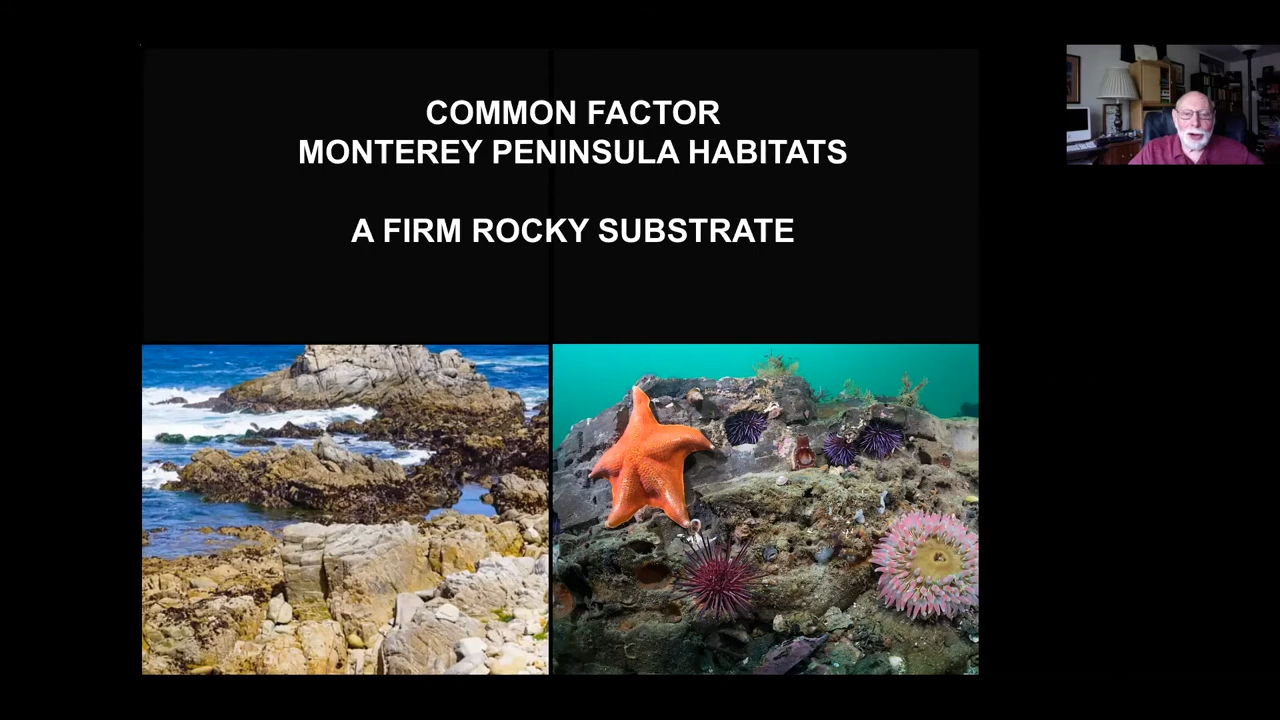 COMMON FACTOR
MONTEREY PENINSULA HABITATS
A FIRM ROCKY SUBSTRATE